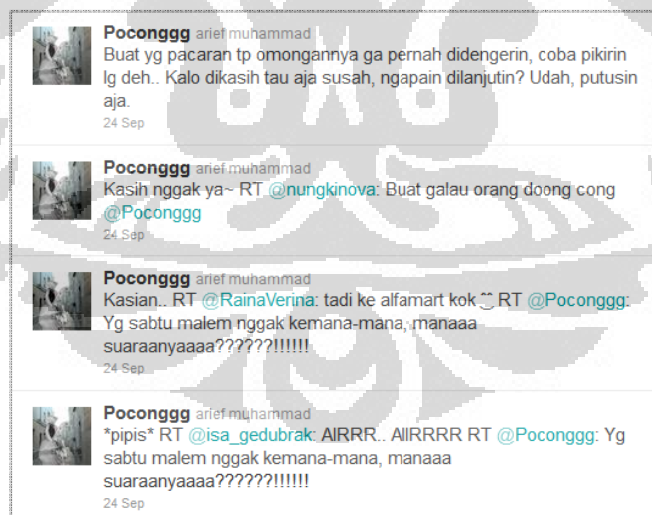 Poconggg arief muhammad
Buat yg pacaran tp omongannya ga pernah didengerin, coba pikirin
lg deh.. Kalo dikasih tau aja susah, ngapain dilanjutin? Udah, putusin
aja.
24 Sep
Poconggg arief muhammad
Kasih nggak ya~ RT @nungkinova: Buat galau orang doong cong
@Poconggg
24 Sep
Poconggg arief muhammad
Kasian.. RT @RainaVerina: tadi ke alfamart kok ^̮^ RT @Poconggg:
Yg sabtu malem nggak kemana-mana, manaaa
suaraanyaaaa??????!!!!!!
24 Sep
Poconggg arief muhammad
*pipis* RT @isa_gedubrak: AIRRR.. AIIRRRR RT @Poconggg: Yg
sabtu malem nggak kemana-mana, manaaa
suaraanyaaaa??????!!!!!!
24 Sep